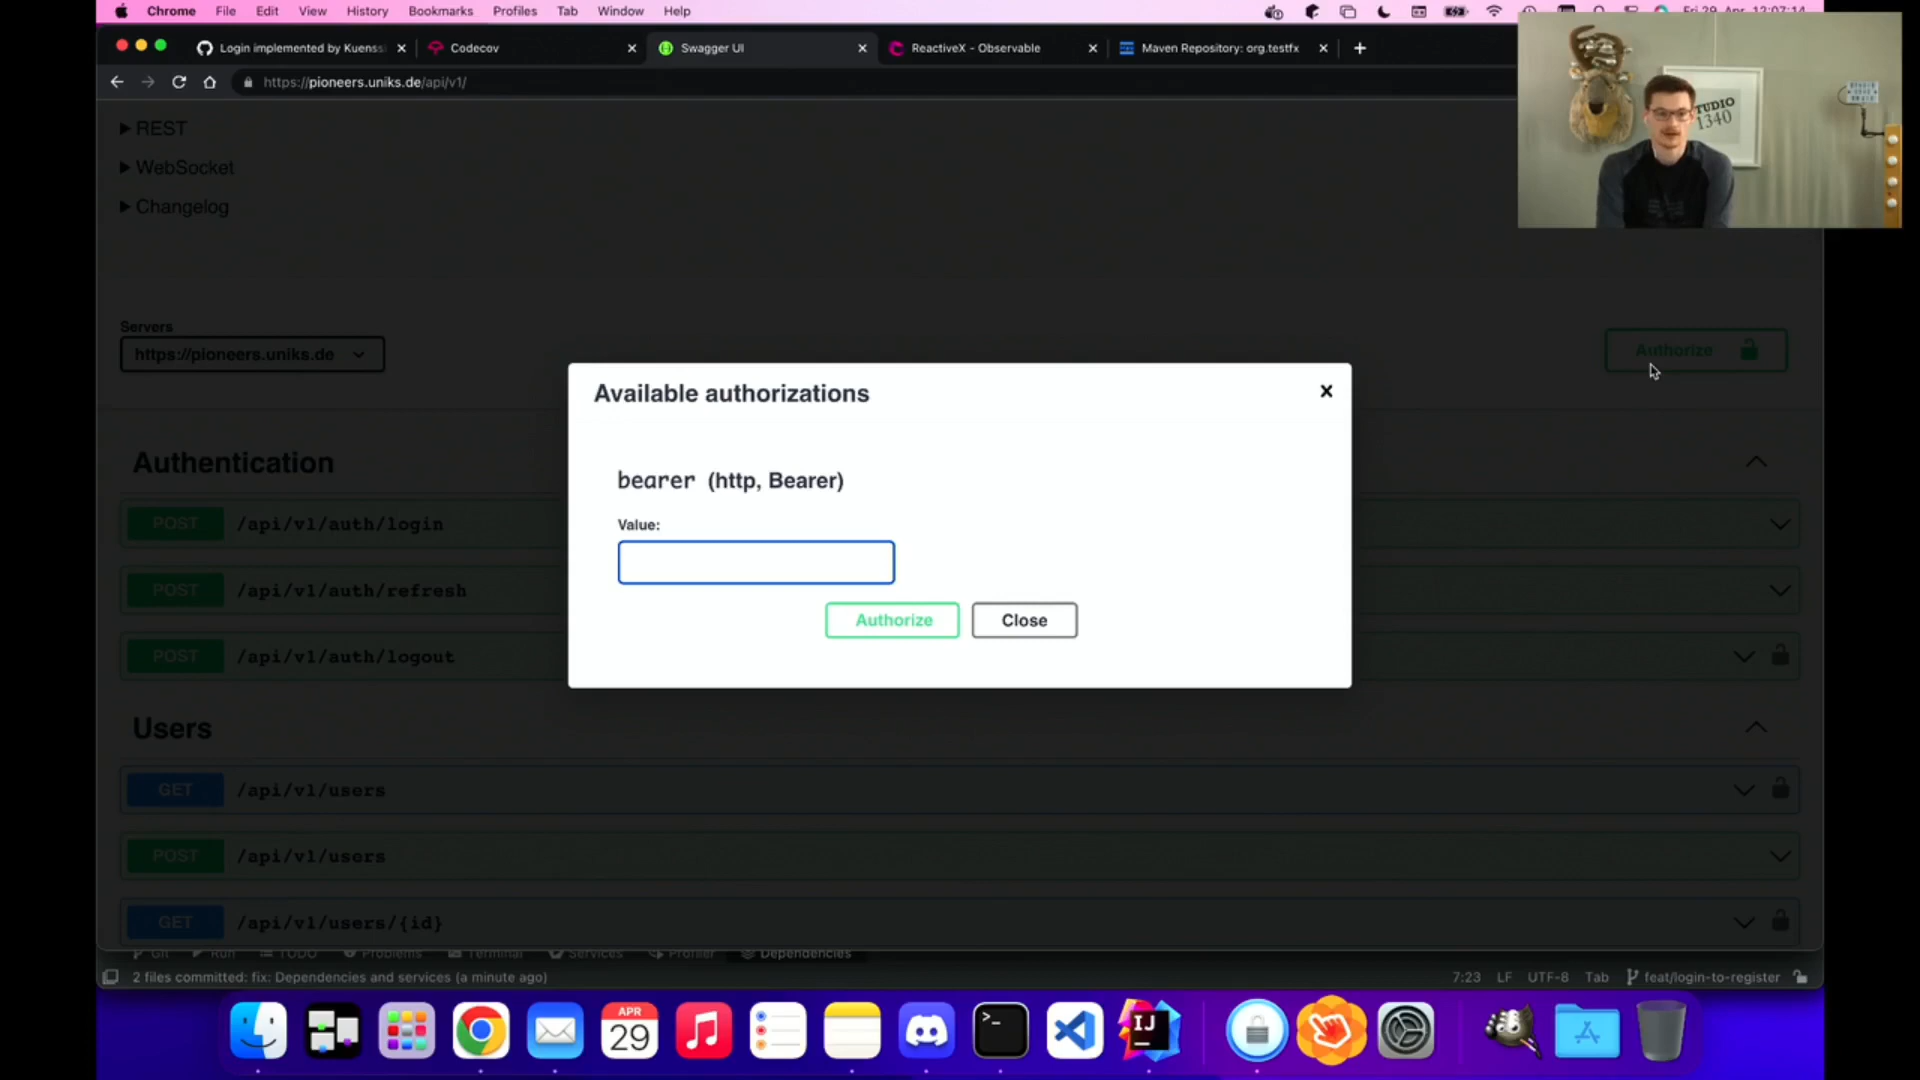 Chrome File Edit View History Bookmarks Profiles Tab Window Help Fri 29. Apr 12:07:14
Login implemented by Kuenss
Codecov
Swagger UI
ReactiveX - Observable
Maven Repository: org.testfx
https://pioneers.uniks.de/api/v1/
TUDIO
1340
REST
WebSocket
Changelog
Servers
https://pioneers.uniks.de
Authorize
Available authorizations
bearer (http, Bearer)
Value:
Authorize Close
Authentication
POST /api/v1/auth/login
POST /api/v1/auth/refresh
POST /api/v1/auth/logout
Users
GET /api/v1/users
POST /api/v1/users
GET /api/v1/users/{id}
Git Run TODO Problems Terminal Services Profiler Dependencies
2 files committed: fix: Dependencies and services (a minute ago) 7:23 LF UTF-8 Tab feat/login-to-register
APR
29
>_
IJ